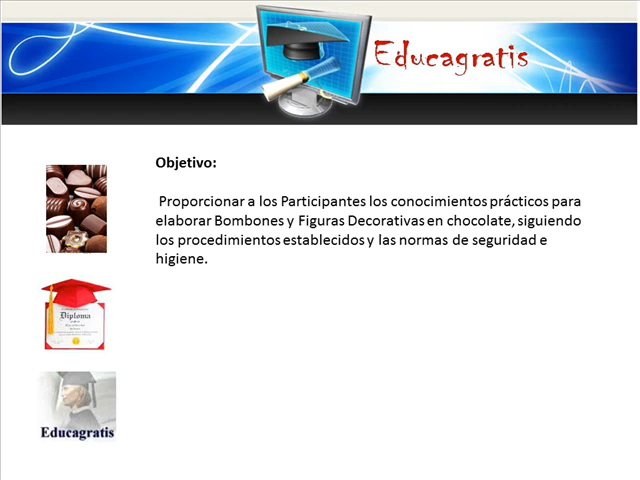 Educagratis
Objetivo:
Proporcionar a los Participantes los conocimientos prácticos para
elaborar Bombones y Figuras Decorativas en chocolate, siguiendo
los procedimientos establecidos y las normas de seguridad e
higiene.
Diploma
Educagratis